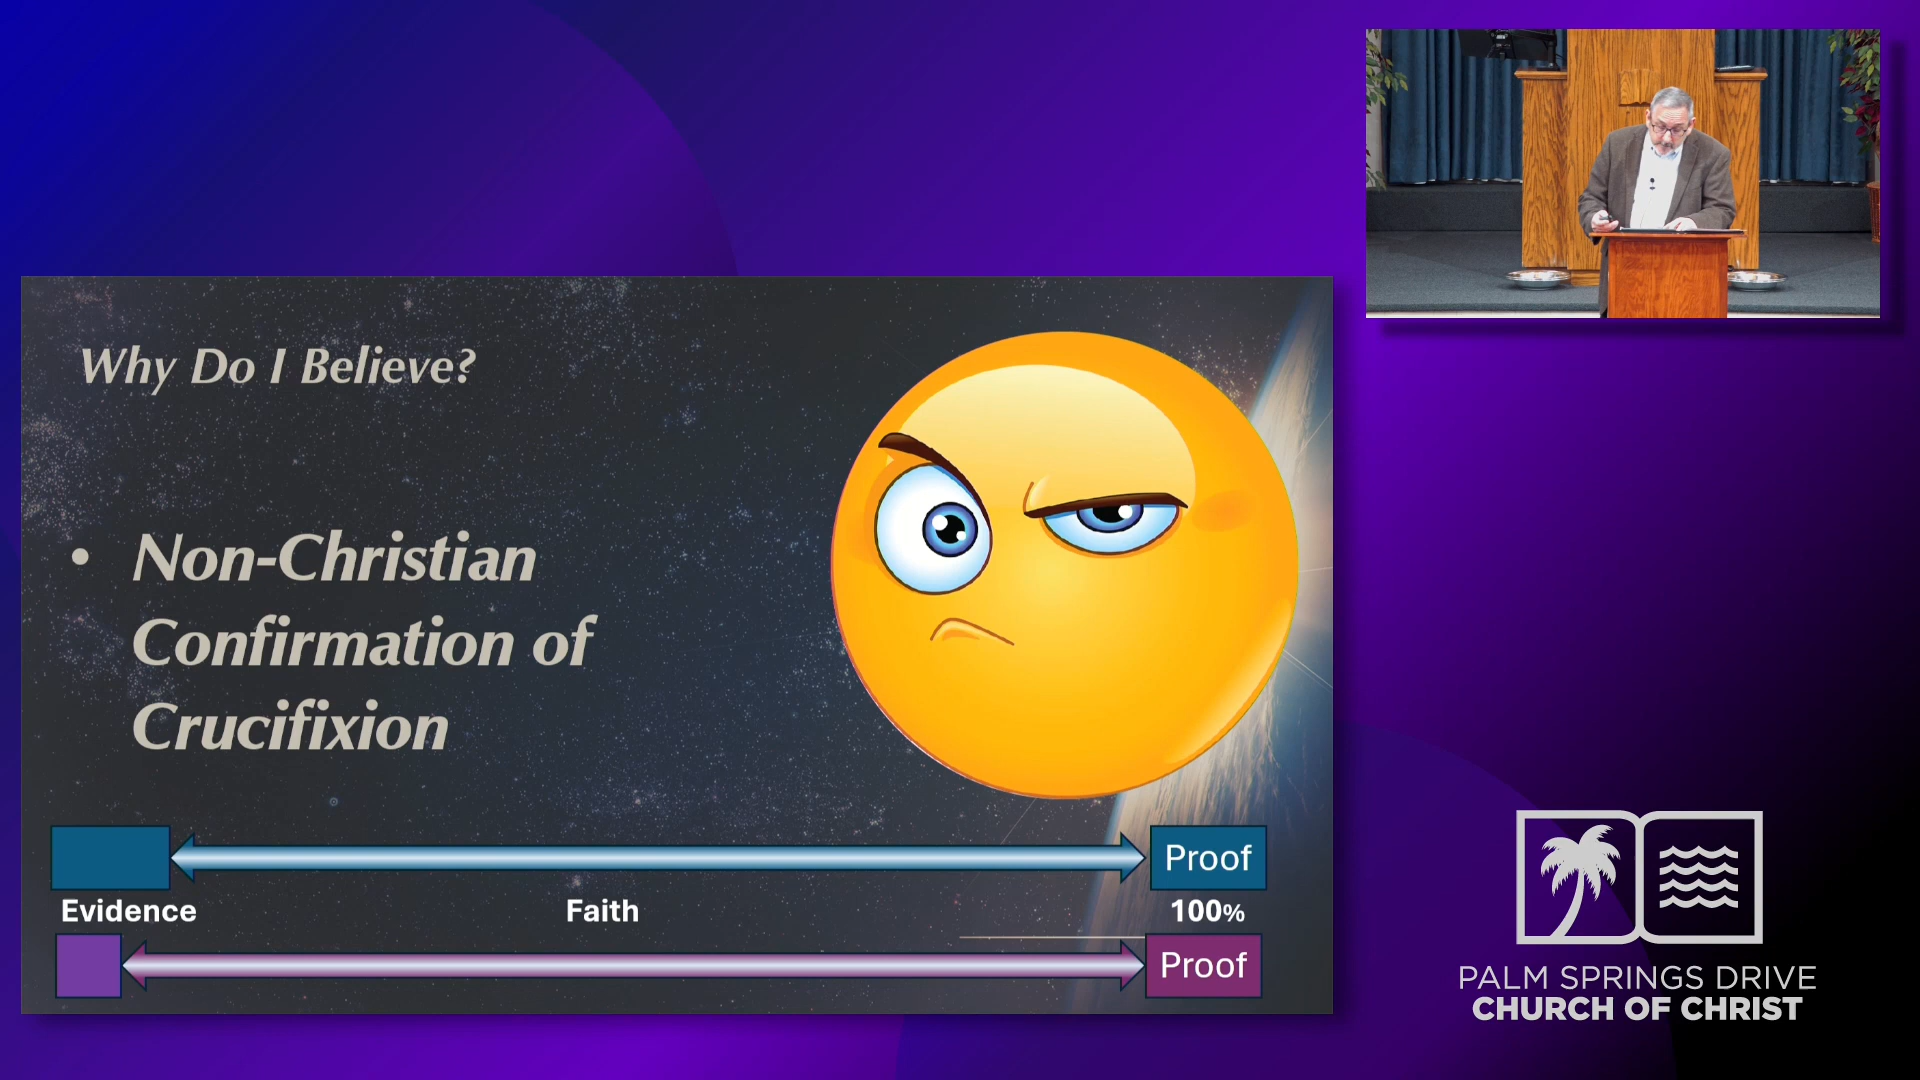 Why Do I Believe?
• Non-Christian
Confirmation of
Crucifixion
Proof
Evidence Faith 100%
Proof
PALM SPRINGS DRIVE
CHURCH OF CHRIST